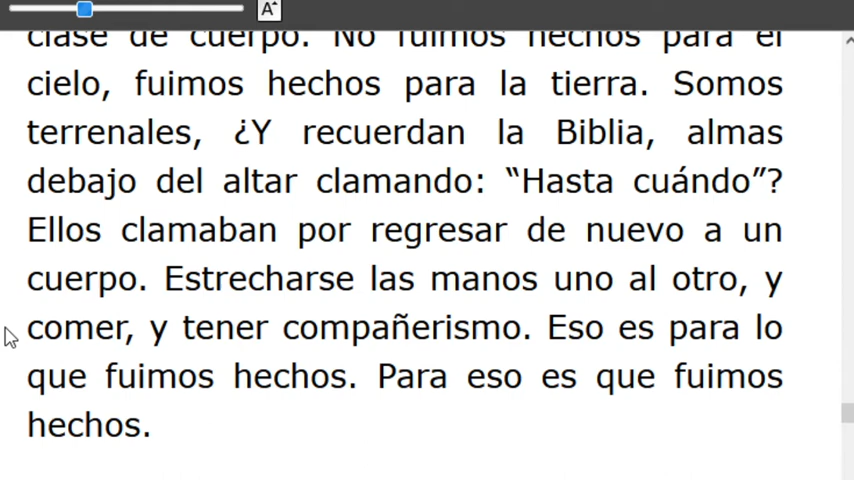 A
clase de cuerpo. No fuimos hechos para el
cielo, fuimos hechos para la tierra. Somos
terrenales, ¿Y recuerdan la Biblia, almas
debajo del altar clamando: “Hasta cuándo”?
Ellos clamaban por regresar de nuevo a un
cuerpo. Estrecharse las manos uno al otro, y
comer, y tener compañerismo. Eso es para lo
que fuimos hechos. Para eso es que fuimos
hechos.